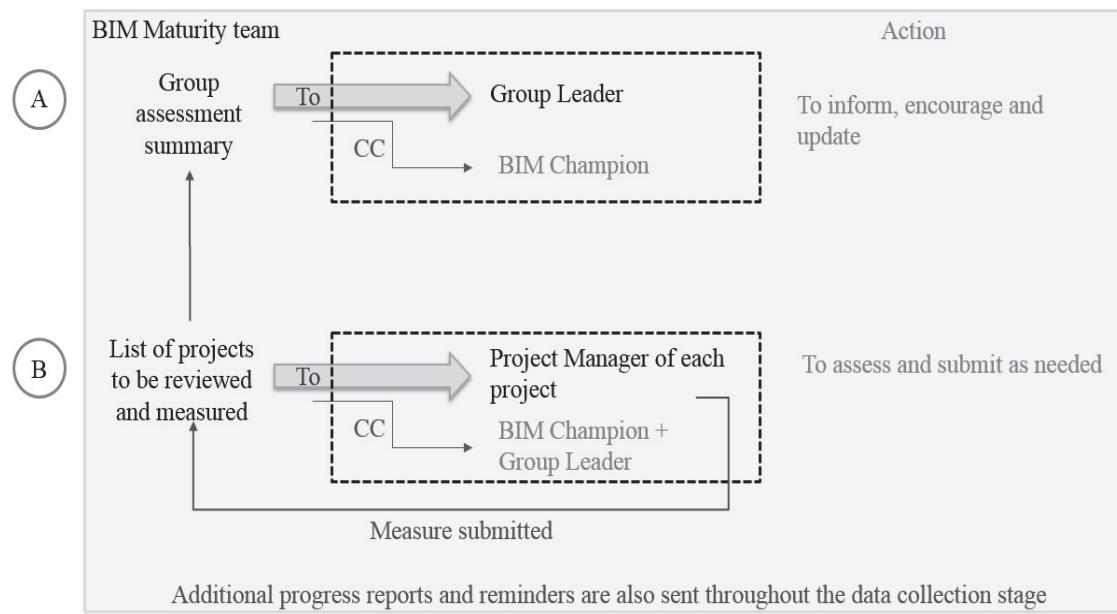 BIM Maturity team
Action
A
Group
assessment
summary
To
Group Leader
CC
BIM Champion
To inform, encourage and
update
B
List of projects
to be reviewed
and measured
To
Project Manager of each
project
CC
BIM Champion +
Group Leader
To assess and submit as needed
Measure submitted
Additional progress reports and reminders are also sent throughout the data collection stage